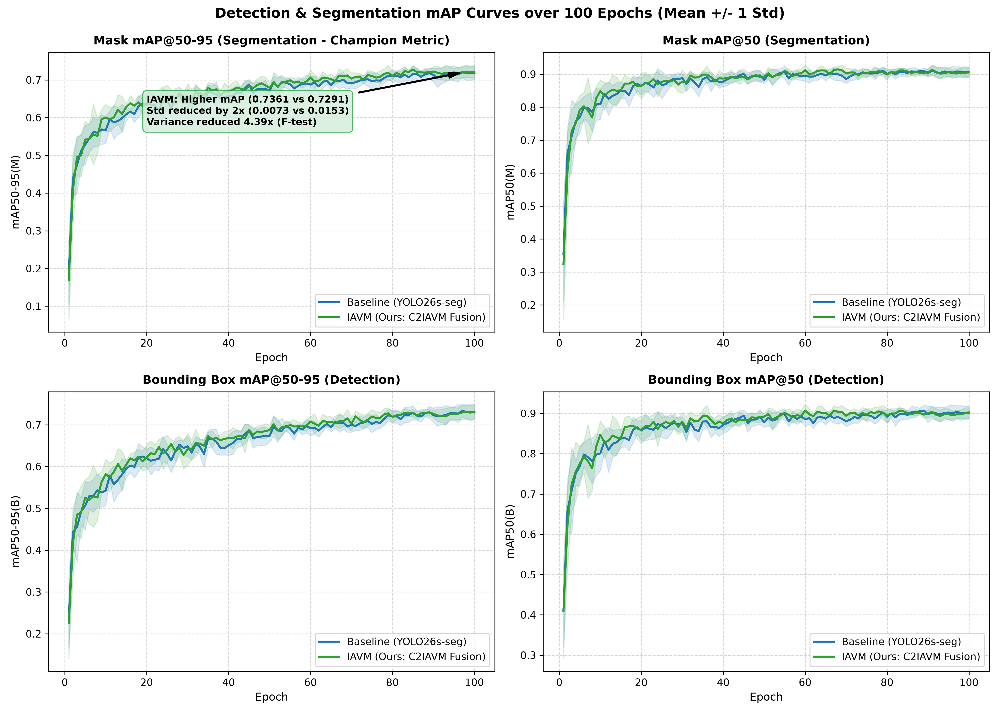 Detection & Segmentation mAP Curves over 100 Epochs (Mean +/- 1 Std)
Mask mAP@50-95 (Segmentation - Champion Metric)
mAP50-95(M)
0.7
0.6
0.5
0.4
0.3
0.2
0.1
IAVM: Higher mAP (0.7361 vs 0.7291)
Std reduced by 2x (0.0073 vs 0.0153)
Variance reduced 4.39x (F-test)
Baseline (YOLO26s-seg)
IAVM (Ours: C2IAVM Fusion)
0 20 40 60 80 100
Epoch
Mask mAP@50 (Segmentation)
mAP50(M)
0.9
0.8
0.7
0.6
0.5
0.4
0.3
0.2
Baseline (YOLO26s-seg)
IAVM (Ours: C2IAVM Fusion)
0 20 40 60 80 100
Epoch
Bounding Box mAP@50-95 (Detection)
mAP50-95(B)
0.7
0.6
0.5
0.4
0.3
0.2
Baseline (YOLO26s-seg)
IAVM (Ours: C2IAVM Fusion)
0 20 40 60 80 100
Epoch
Bounding Box mAP@50 (Detection)
mAP50(B)
0.9
0.8
0.7
0.6
0.5
0.4
0.3
Baseline (YOLO26s-seg)
IAVM (Ours: C2IAVM Fusion)
0 20 40 60 80 100
Epoch